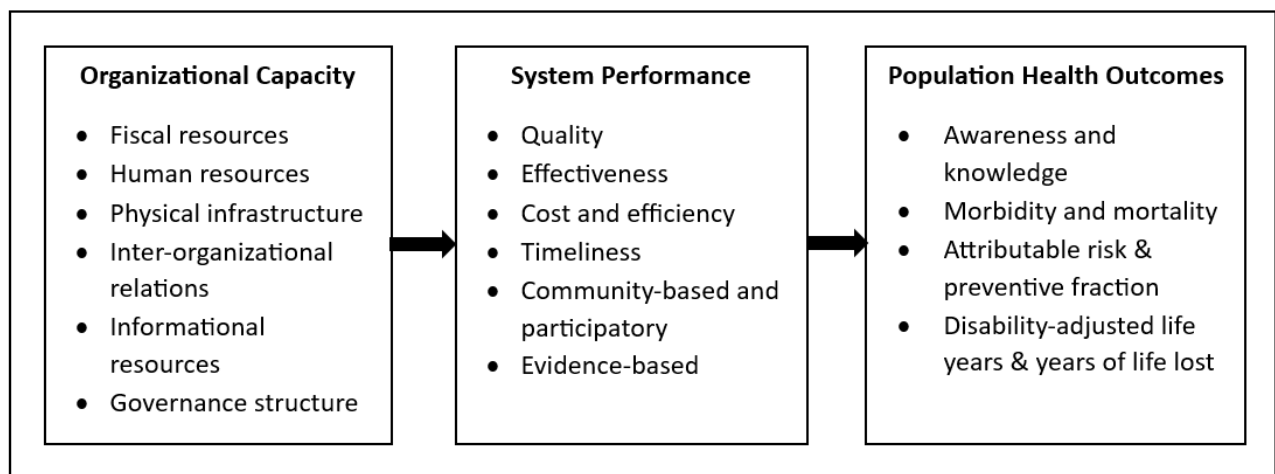 Organizational Capacity
• Fiscal resources
• Human resources
• Physical infrastructure
• Inter-organizational
relations
• Informational
resources
• Governance structure
System Performance
• Quality
• Effectiveness
• Cost and efficiency
• Timeliness
• Community-based and
participatory
• Evidence-based
Population Health Outcomes
• Awareness and
knowledge
• Morbidity and mortality
• Attributable risk &
preventive fraction
• Disability-adjusted life
years & years of life lost